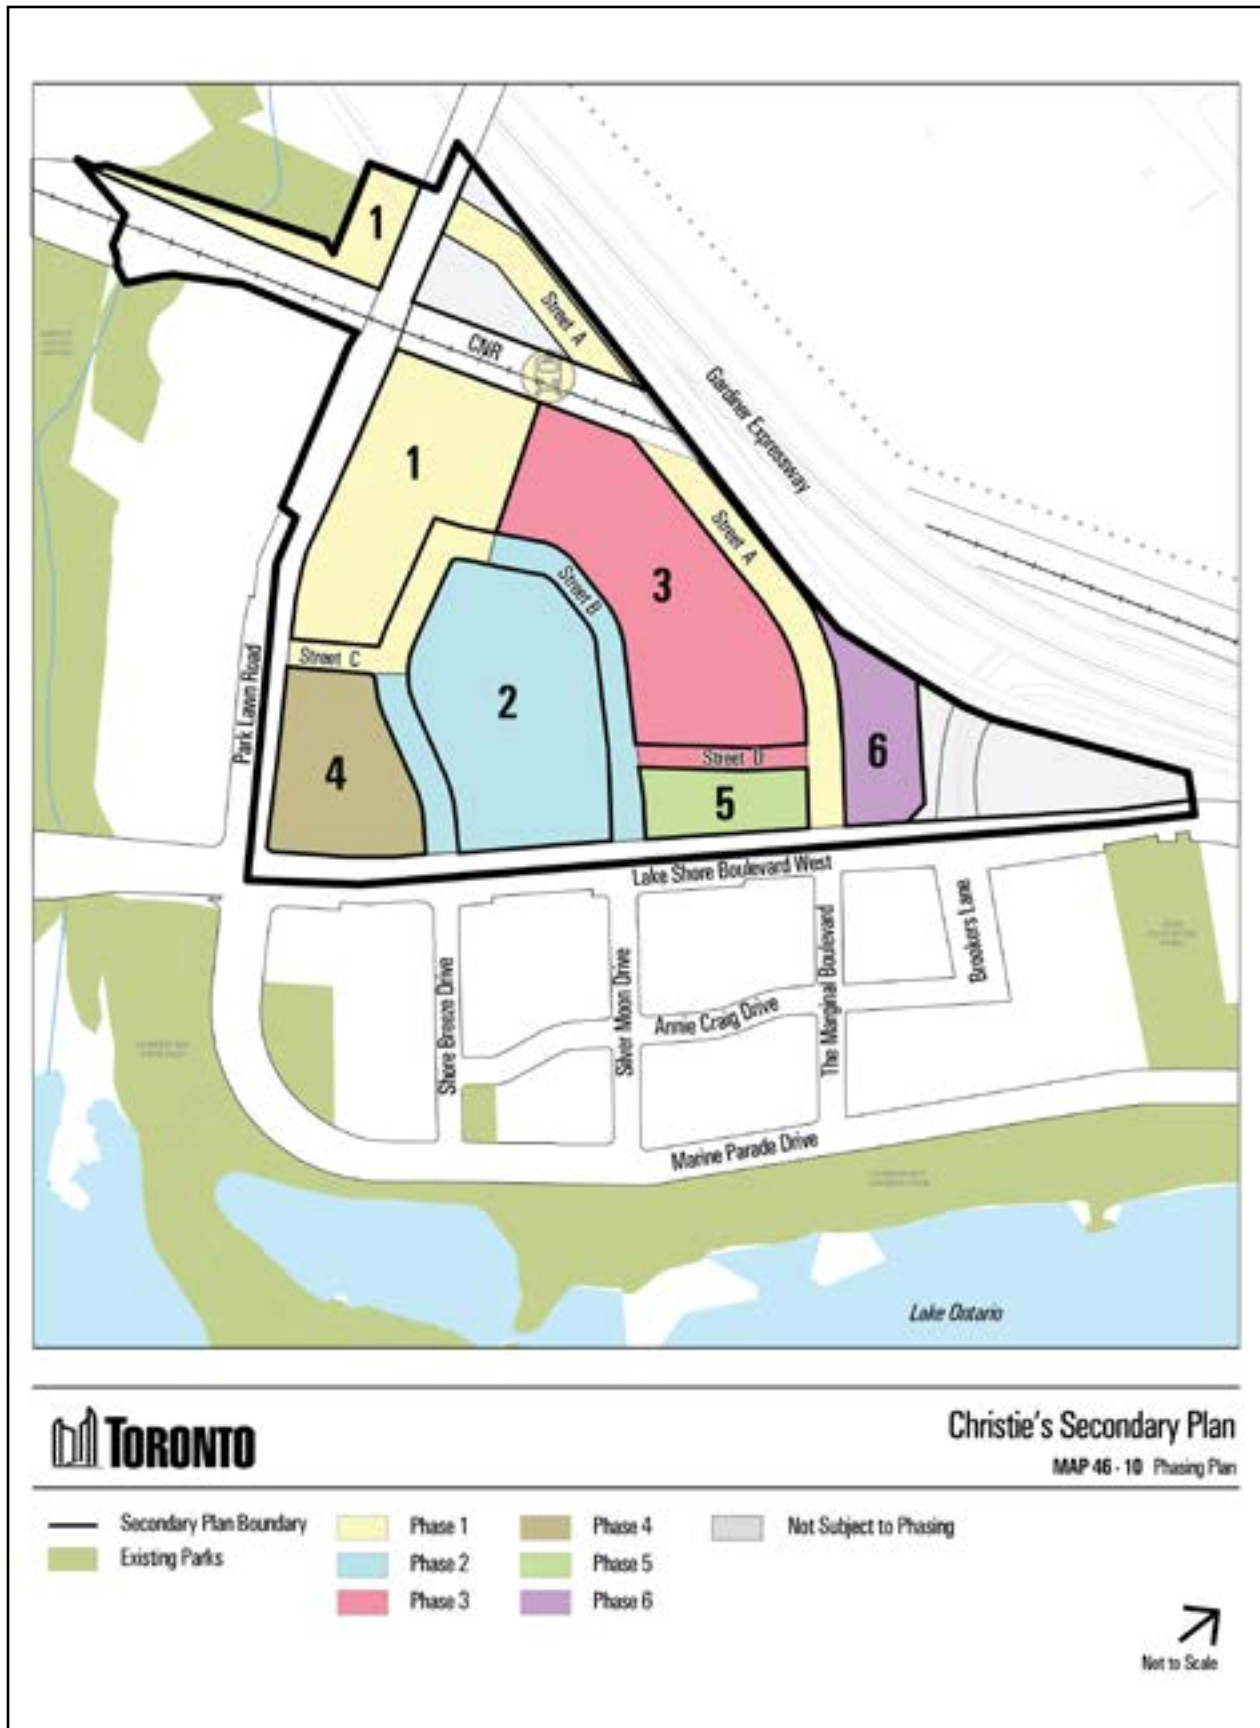 1
Street A
CNR
GO
Gardiner Expressway
1
Street A
3
Street B
Street C
2
Park Lawn Road
4
Street D
5
6
Lake Shore Boulevard West
Brookers Lane
Shore Breeze Drive
Silver Moon Drive
Annie Craig Drive
The Marginal Boulevard
Marine Parade Drive
Lake Ontario
TORONTO
Christie's Secondary Plan
MAP 46 - 10 Phasing Plan
Secondary Plan Boundary
Existing Parks
Phase 1
Phase 2
Phase 3
Phase 4
Phase 5
Phase 6
Not Subject to Phasing
Not to Scale